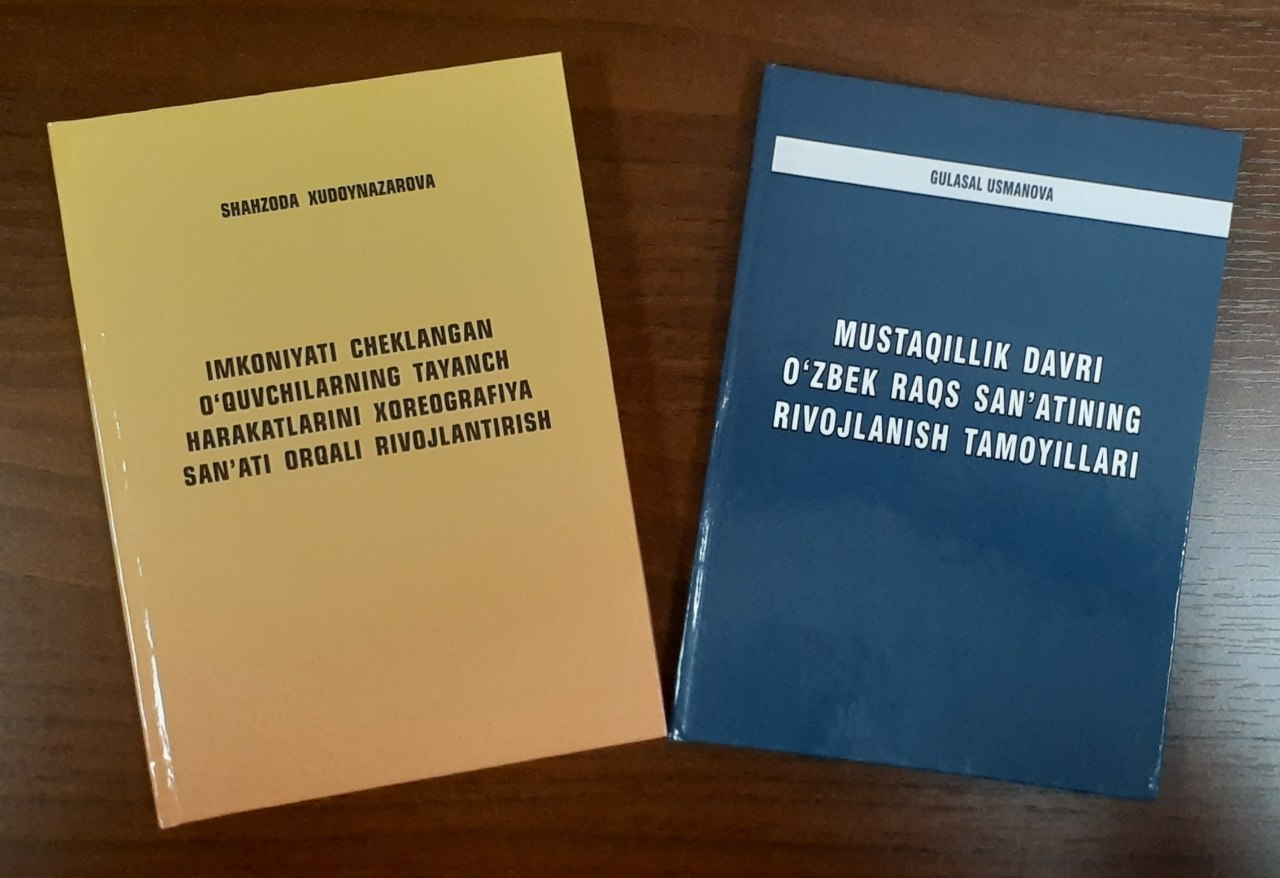 SHAHZODA XUDOYNAZAROVA
IMKONIYATI CHEKLANGAN
O‘QUVCHILARNING TAYANCH
HARAKATLARINI XOREOGRAFIYA
SAN’ATI ORQALI RIVOJLANTIRISH
GULASAL USMANOVA
MUSTAQILLIK DAVRI
O‘ZBEK RAQS SAN’ATINING
RIVOJLANISH TAMOYILLARI